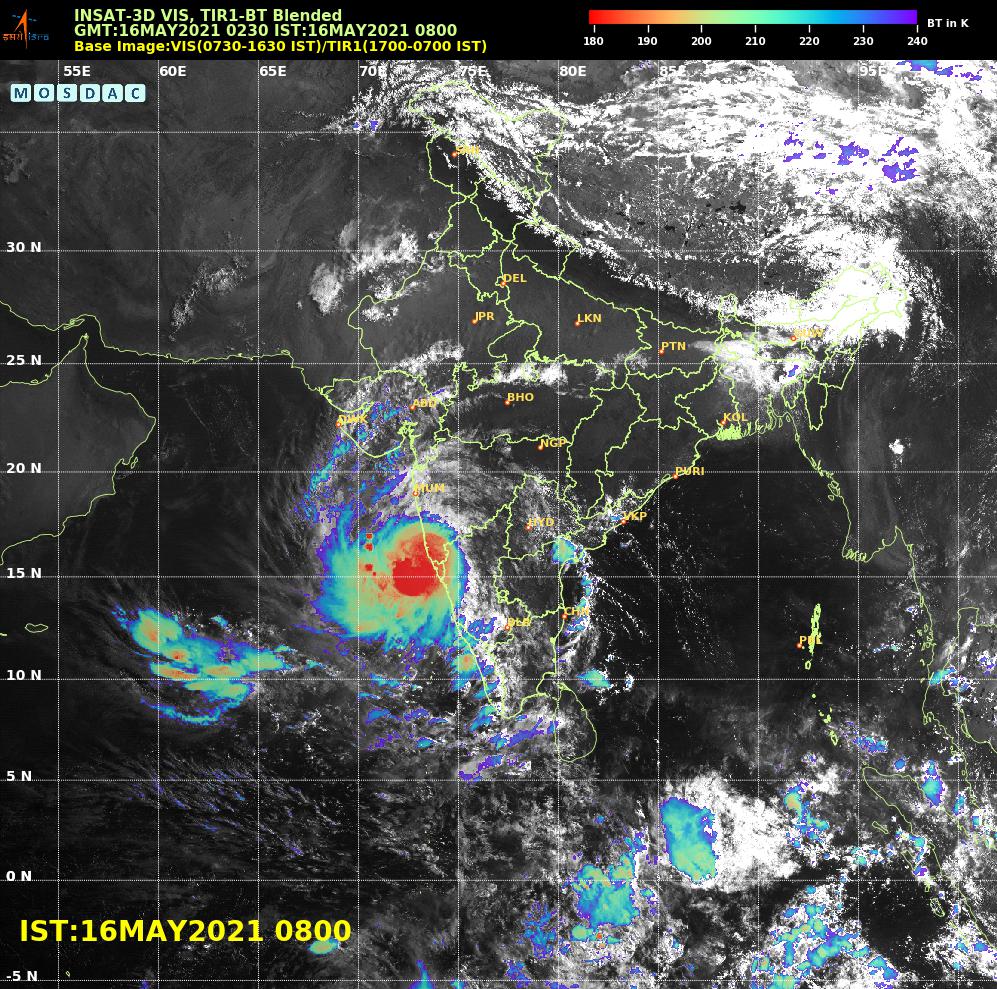 INSAT-3D VIS, TIR1-BT Blended
GMT:16MAY2021 0230 IST:16MAY2021 0800
Base Image:VIS(0730-1630 IST)/TIR1(1700-0700 IST)
BT in K
180 190 200 210 220 230 240
55E 60E 65E 70E 75E 80E 85E 95E
MOSDAC
SRN
30 N
DEL
JPR
LKN
GUW
PTN
25 N
BHO
ABD
DWK
KOL
NGP
20 N
PURI
MUM
VKP
HYD
15 N
CHN
BLR
PBL
10 N
5 N
0 N
IST:16MAY2021 0800
-5 N